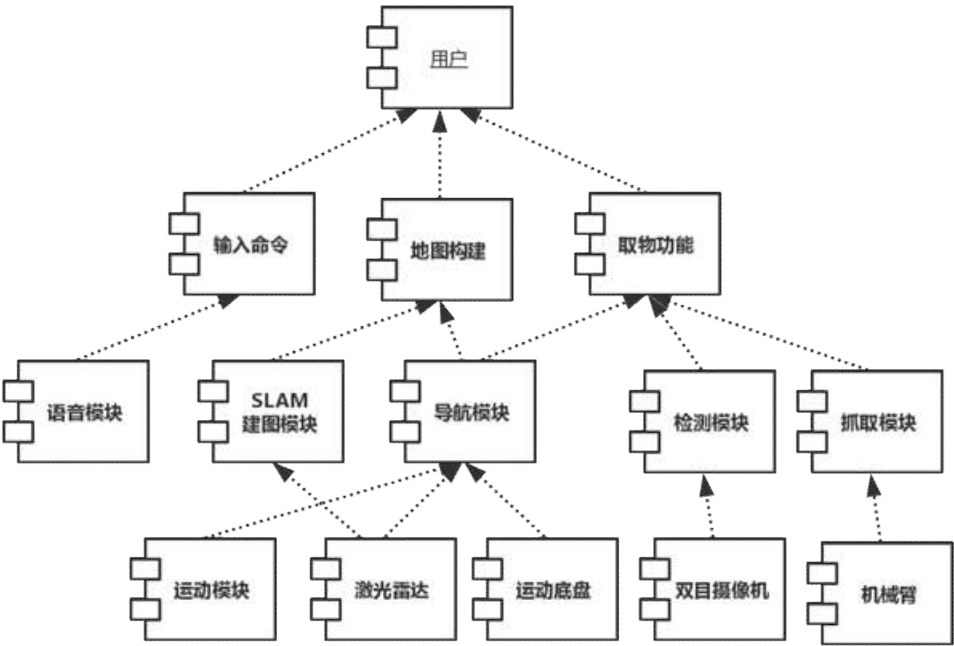 用户
输入命令
地图构建
取物功能
语音模块
SLAM
建图模块
导航模块
检测模块
抓取模块
运动模块
激光雷达
运动底盘
双目摄像机
机械臂